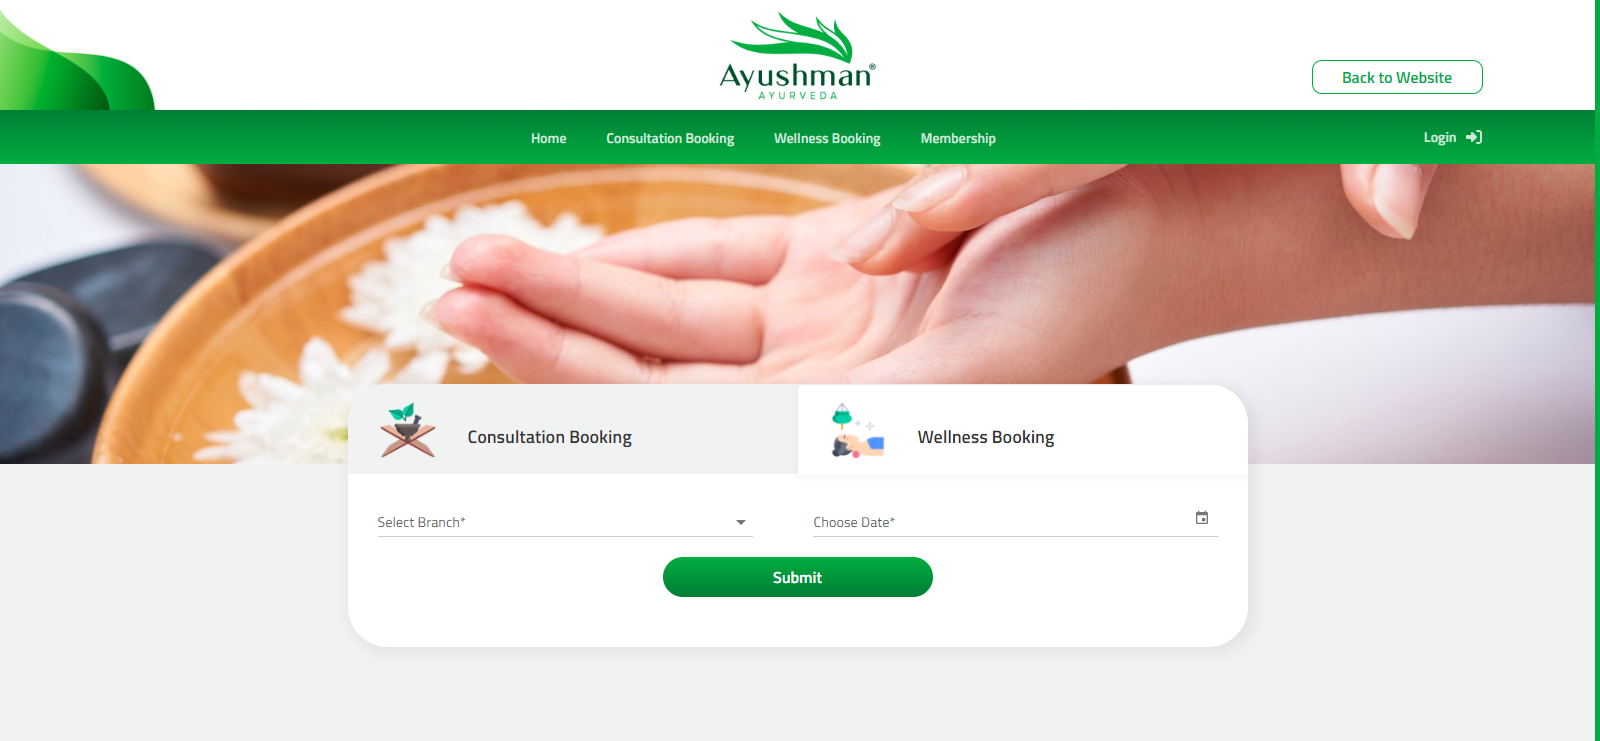 Ayushman®
AYURVEDA
Back to Website
Home Consultation Booking Wellness Booking Membership Login
Consultation Booking Wellness Booking
Select Branch* Choose Date*
Submit